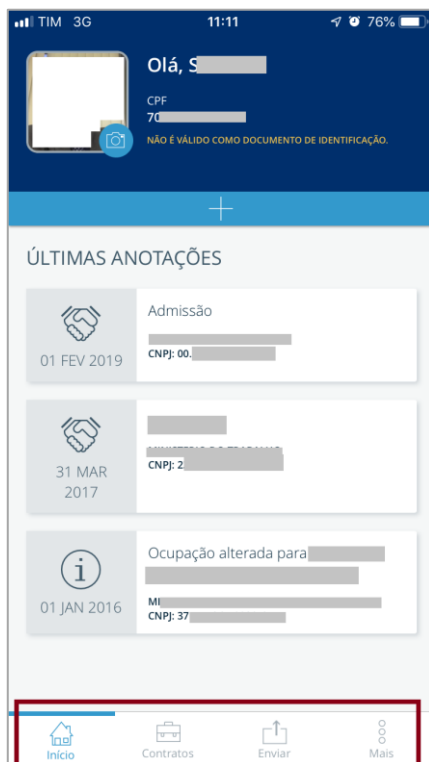 TIM 3G 11:11 76%
Olá, S
CPF
70
NÃO É VÁLIDO COMO DOCUMENTO DE IDENTIFICAÇÃO.
ÚLTIMAS ANOTAÇÕES
Admissão
CNPJ: 00.
01 FEV 2019
CNPJ: 2
31 MAR
2017
Ocupação alterada para
MI
CNPJ: 37
01 JAN 2016
Início Contratos Enviar Mais